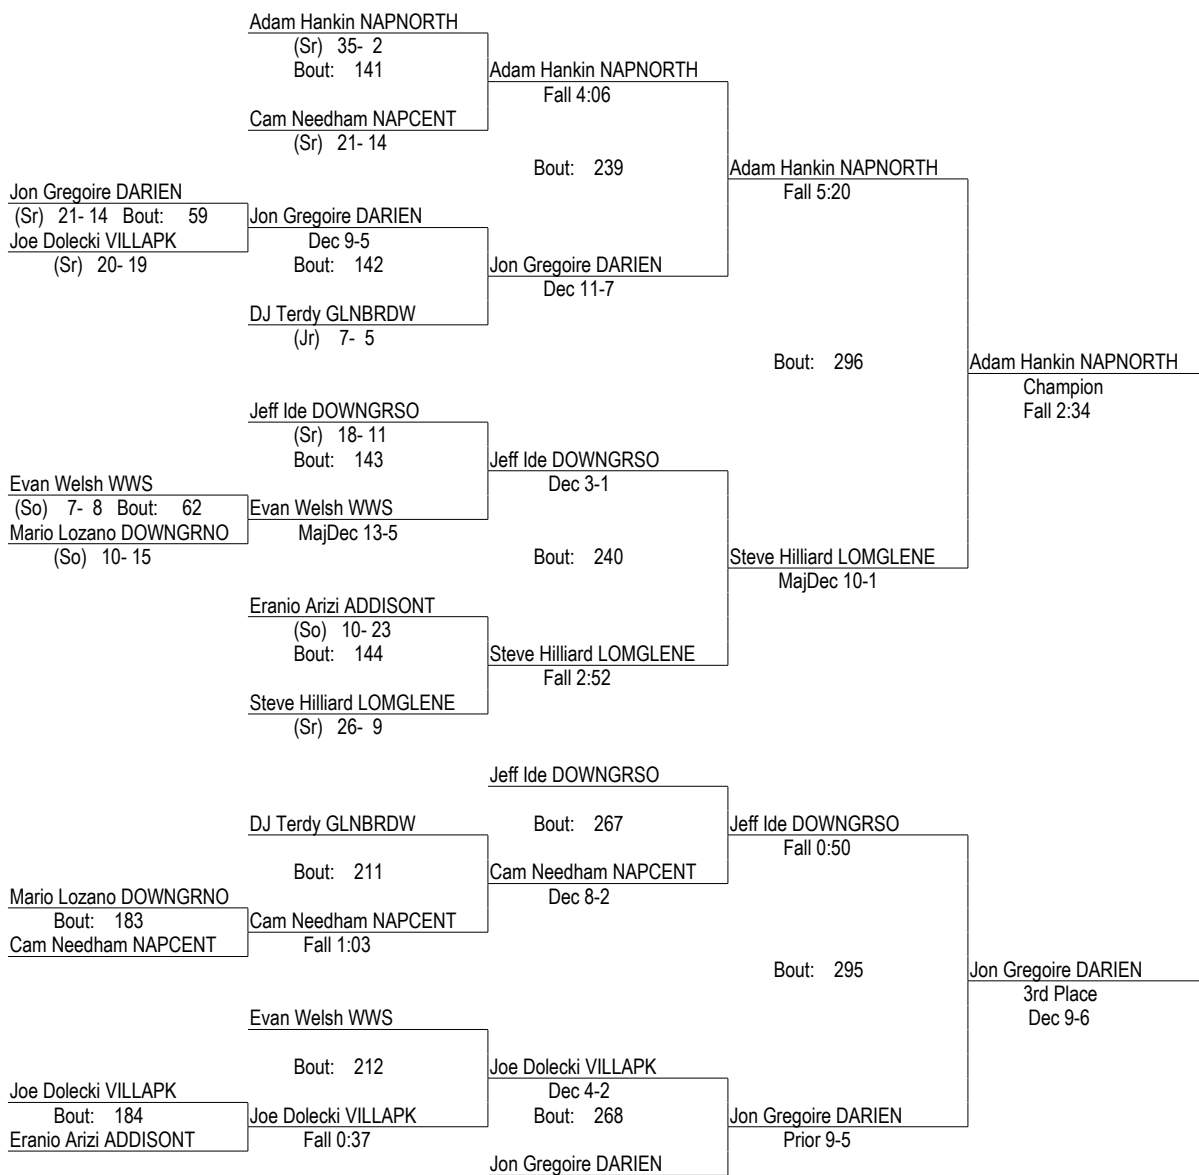 Adam Hankin NAPNORTH
(Sr) 35- 2
Bout: 141
Adam Hankin NAPNORTH
Fall 4:06
Cam Needham NAPCENT
(Sr) 21- 14
Bout: 239
Adam Hankin NAPNORTH
Fall 5:20
Jon Gregoire DARIEN
(Sr) 21- 14 Bout: 59
Joe Dolecki VILLAPK
(Sr) 20- 19
Jon Gregoire DARIEN
Dec 9-5
Bout: 142
Jon Gregoire DARIEN
Dec 11-7
DJ Terdy GLNBRDW
(Jr) 7- 5
Bout: 296
Adam Hankin NAPNORTH
Champion
Fall 2:34
Jeff Ide DOWNGRSO
(Sr) 18- 11
Bout: 143
Jeff Ide DOWNGRSO
Dec 3-1
Evan Welsh WWS
(So) 7- 8 Bout: 62
Mario Lozano DOWNGRNO
(So) 10- 15
Evan Welsh WWS
MajDec 13-5
Bout: 240
Steve Hilliard LOMGLENE
MajDec 10-1
Eranio Arizi ADDISONT
(So) 10- 23
Bout: 144
Steve Hilliard LOMGLENE
Fall 2:52
Steve Hilliard LOMGLENE
(Sr) 26- 9
Jeff Ide DOWNGRSO
Bout: 267
Jeff Ide DOWNGRSO
Fall 0:50
DJ Terdy GLNBRDW
Bout: 211
Cam Needham NAPCENT
Dec 8-2
Mario Lozano DOWNGRNO
Bout: 183
Cam Needham NAPCENT
Cam Needham NAPCENT
Fall 1:03
Bout: 295
Jon Gregoire DARIEN
3rd Place
Dec 9-6
Evan Welsh WWS
Bout: 212
Joe Dolecki VILLAPK
Dec 4-2
Bout: 268
Joe Dolecki VILLAPK
Bout: 184
Eranio Arizi ADDISONT
Joe Dolecki VILLAPK
Fall 0:37
Jon Gregoire DARIEN
Prior 9-5
Jon Gregoire DARIEN